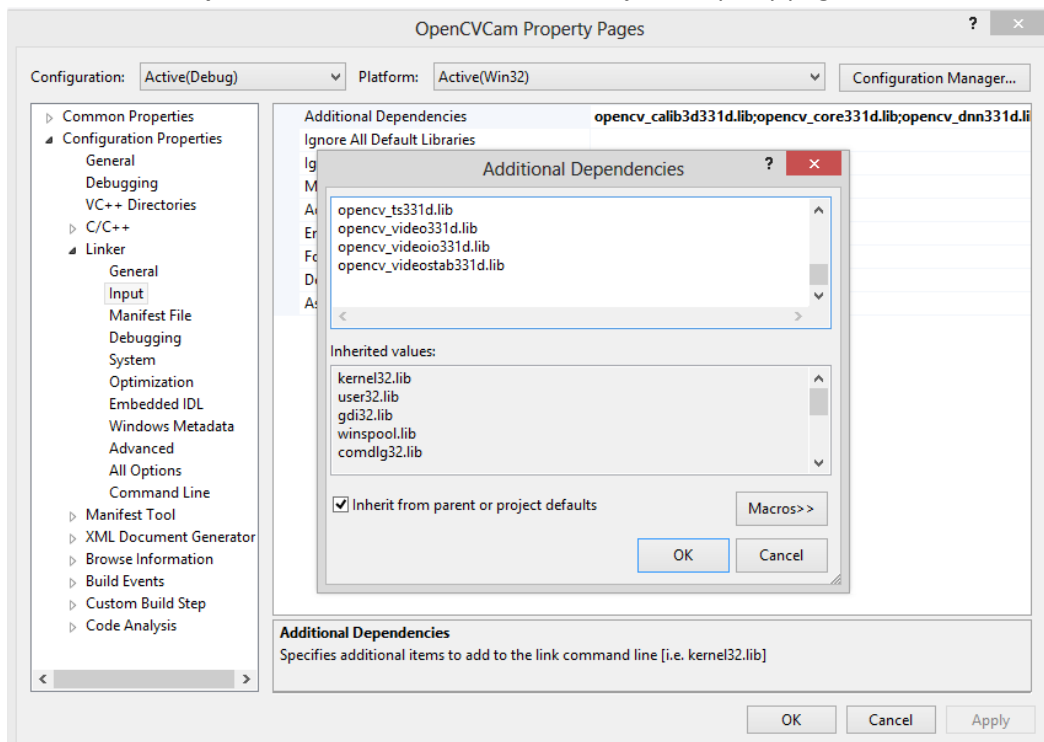 OpenCVCam Property Pages
?
Configuration: Active(Debug) Platform: Active(Win32) Configuration Manager...
Common Properties
Configuration Properties
General
Debugging
VC++ Directories
C/C++
Linker
General
Input
Manifest File
Debugging
System
Optimization
Embedded IDL
Windows Metadata
Advanced
All Options
Command Line
Manifest Tool
XML Document Generator
Browse Information
Build Events
Custom Build Step
Code Analysis
Additional Dependencies opencv_calib3d331d.lib;opencv_core331d.lib;opencv_dnn331d.li
Ignore All Default Libraries
Ig
M
A
Er
Fo
D
As
Additional Dependencies
?
opencv_ts331d.lib
opencv_video331d.lib
opencv_videoio331d.lib
opencv_videostab331d.lib
Inherited values:
kernel32.lib
user32.lib
gdi32.lib
winspool.lib
comdlg32.lib
Inherit from parent or project defaults
Macros>>
OK Cancel
Additional Dependencies
Specifies additional items to add to the link command line [i.e. kernel32.lib]
OK Cancel Apply